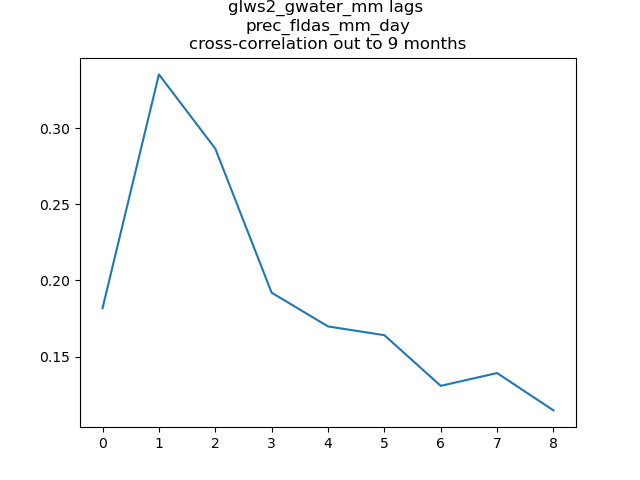 glws2_gwater_mm lags
prec_fldas_mm_day
cross-correlation out to 9 months
0.30
0.25
0.20
0.15
0 1 2 3 4 5 6 7 8